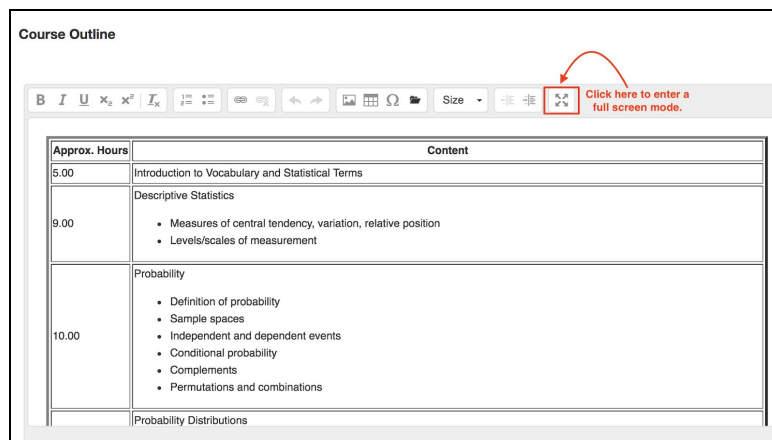 Course Outline
B I U x₂ x² Tx Ω Size
Click here to enter a
full screen mode.
Approx. Hours Content
5.00 Introduction to Vocabulary and Statistical Terms
Descriptive Statistics
9.00
• Measures of central tendency, variation, relative position
• Levels/scales of measurement
Probability
• Definition of probability
• Sample spaces
10.00
• Independent and dependent events
• Conditional probability
• Complements
• Permutations and combinations
Probability Distributions